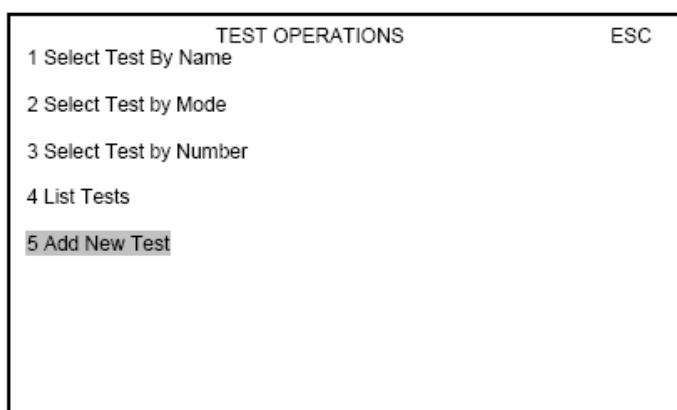 TEST OPERATIONS ESC
1 Select Test By Name
2 Select Test by Mode
3 Select Test by Number
4 List Tests
5 Add New Test